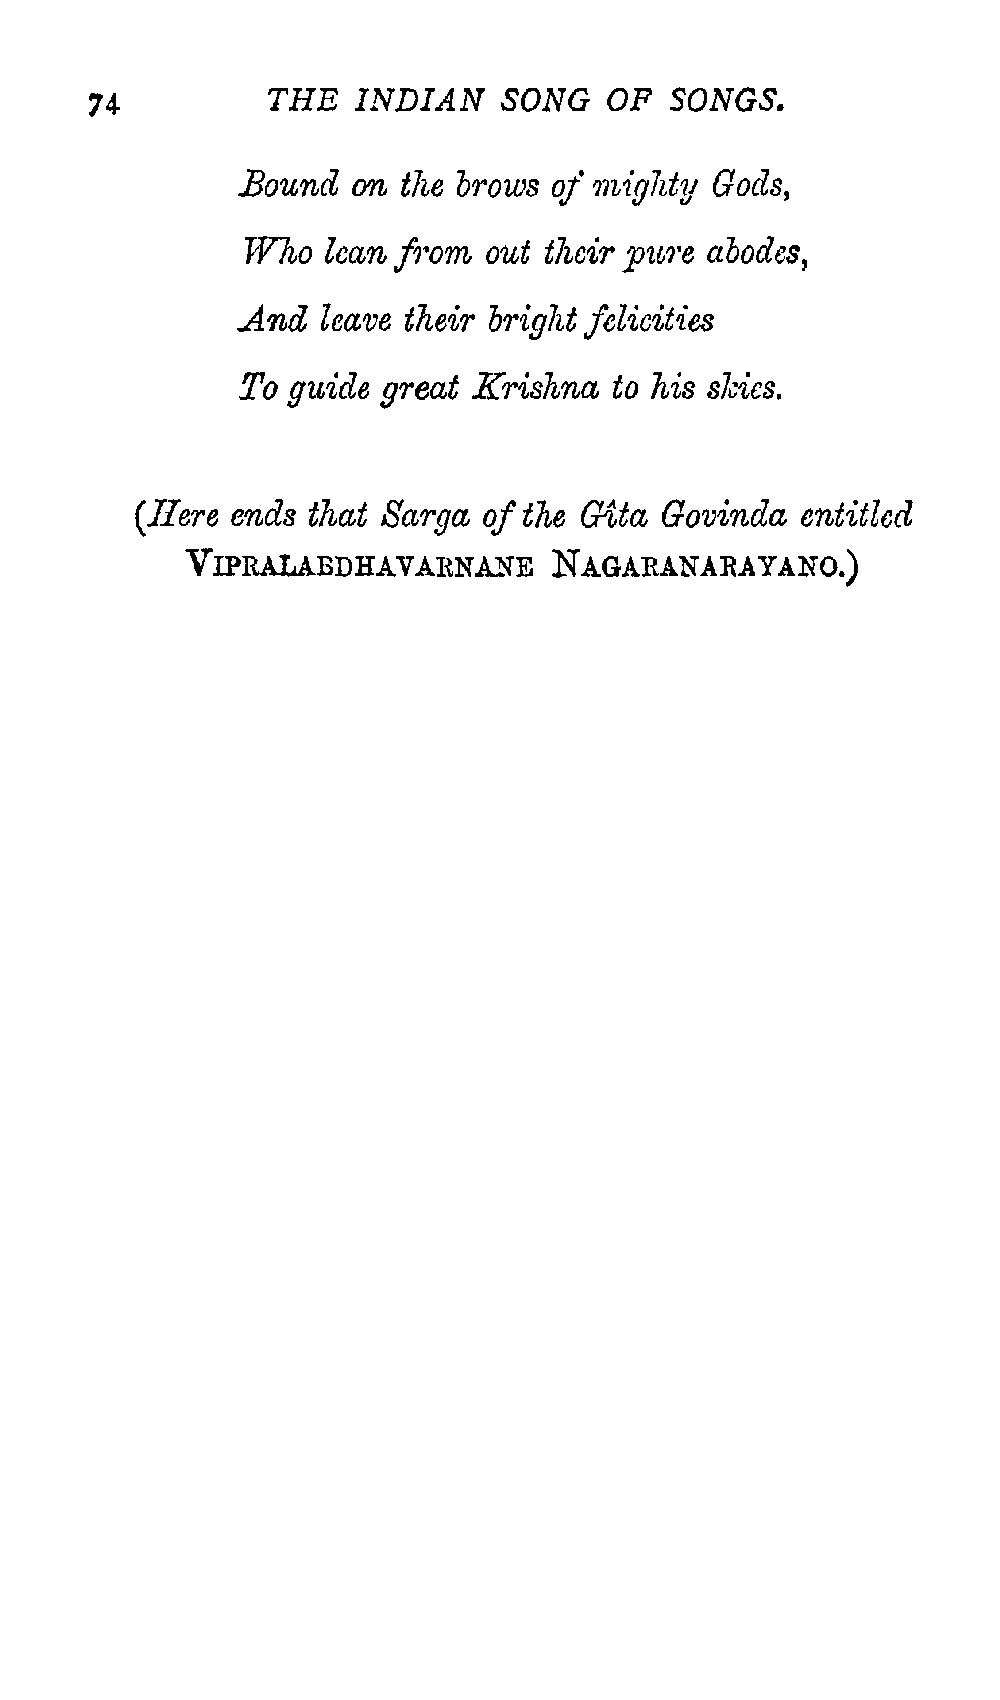 74 THE INDIAN SONG OF SONGS.
Bound on the brows of mighty Gods,
Who lean from out their pure abodes,
And leave their bright felicities
To guide great Krishna to his skies.
(Here ends that Sarga of the Gîta Govinda entitled
VIPRALABDHAVARNANE NAGARANARAYANO.)